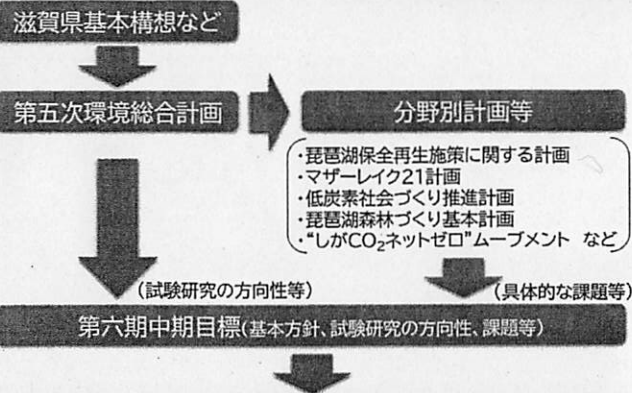 滋賀県基本構想など
第五次環境総合計画
分野別計画等
・琵琶湖保全再生施策に関する計画
・マザーレイク21計画
・低炭素社会づくり推進計画
・琵琶湖森林づくり基本計画
・“しがCO₂ネットゼロ”ムーブメント など
(試験研究の方向性等)
(具体的な課題等)
第六期中期目標(基本方針、試験研究の方向性、課題等)